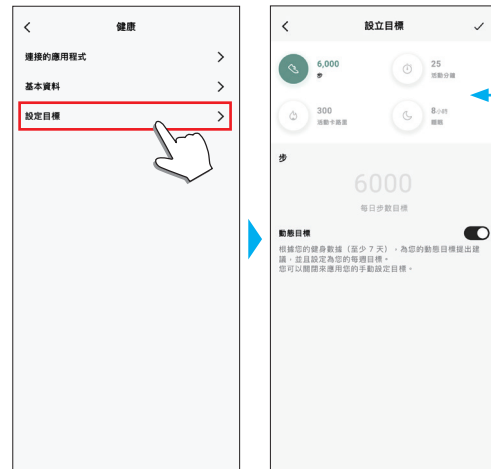 健康
連接的應用程式
基本資料
設定目標
設立目標
6,000
步
25
活動分鐘
300
活動卡路里
8小時
睡眠
步
6000
每日步數目標
動態目標
根據您的健身數據（至少 7 天），為您的動態目標提出建
議，並且設定為您的每週目標。
您可以關閉來應用您的手動設定目標。